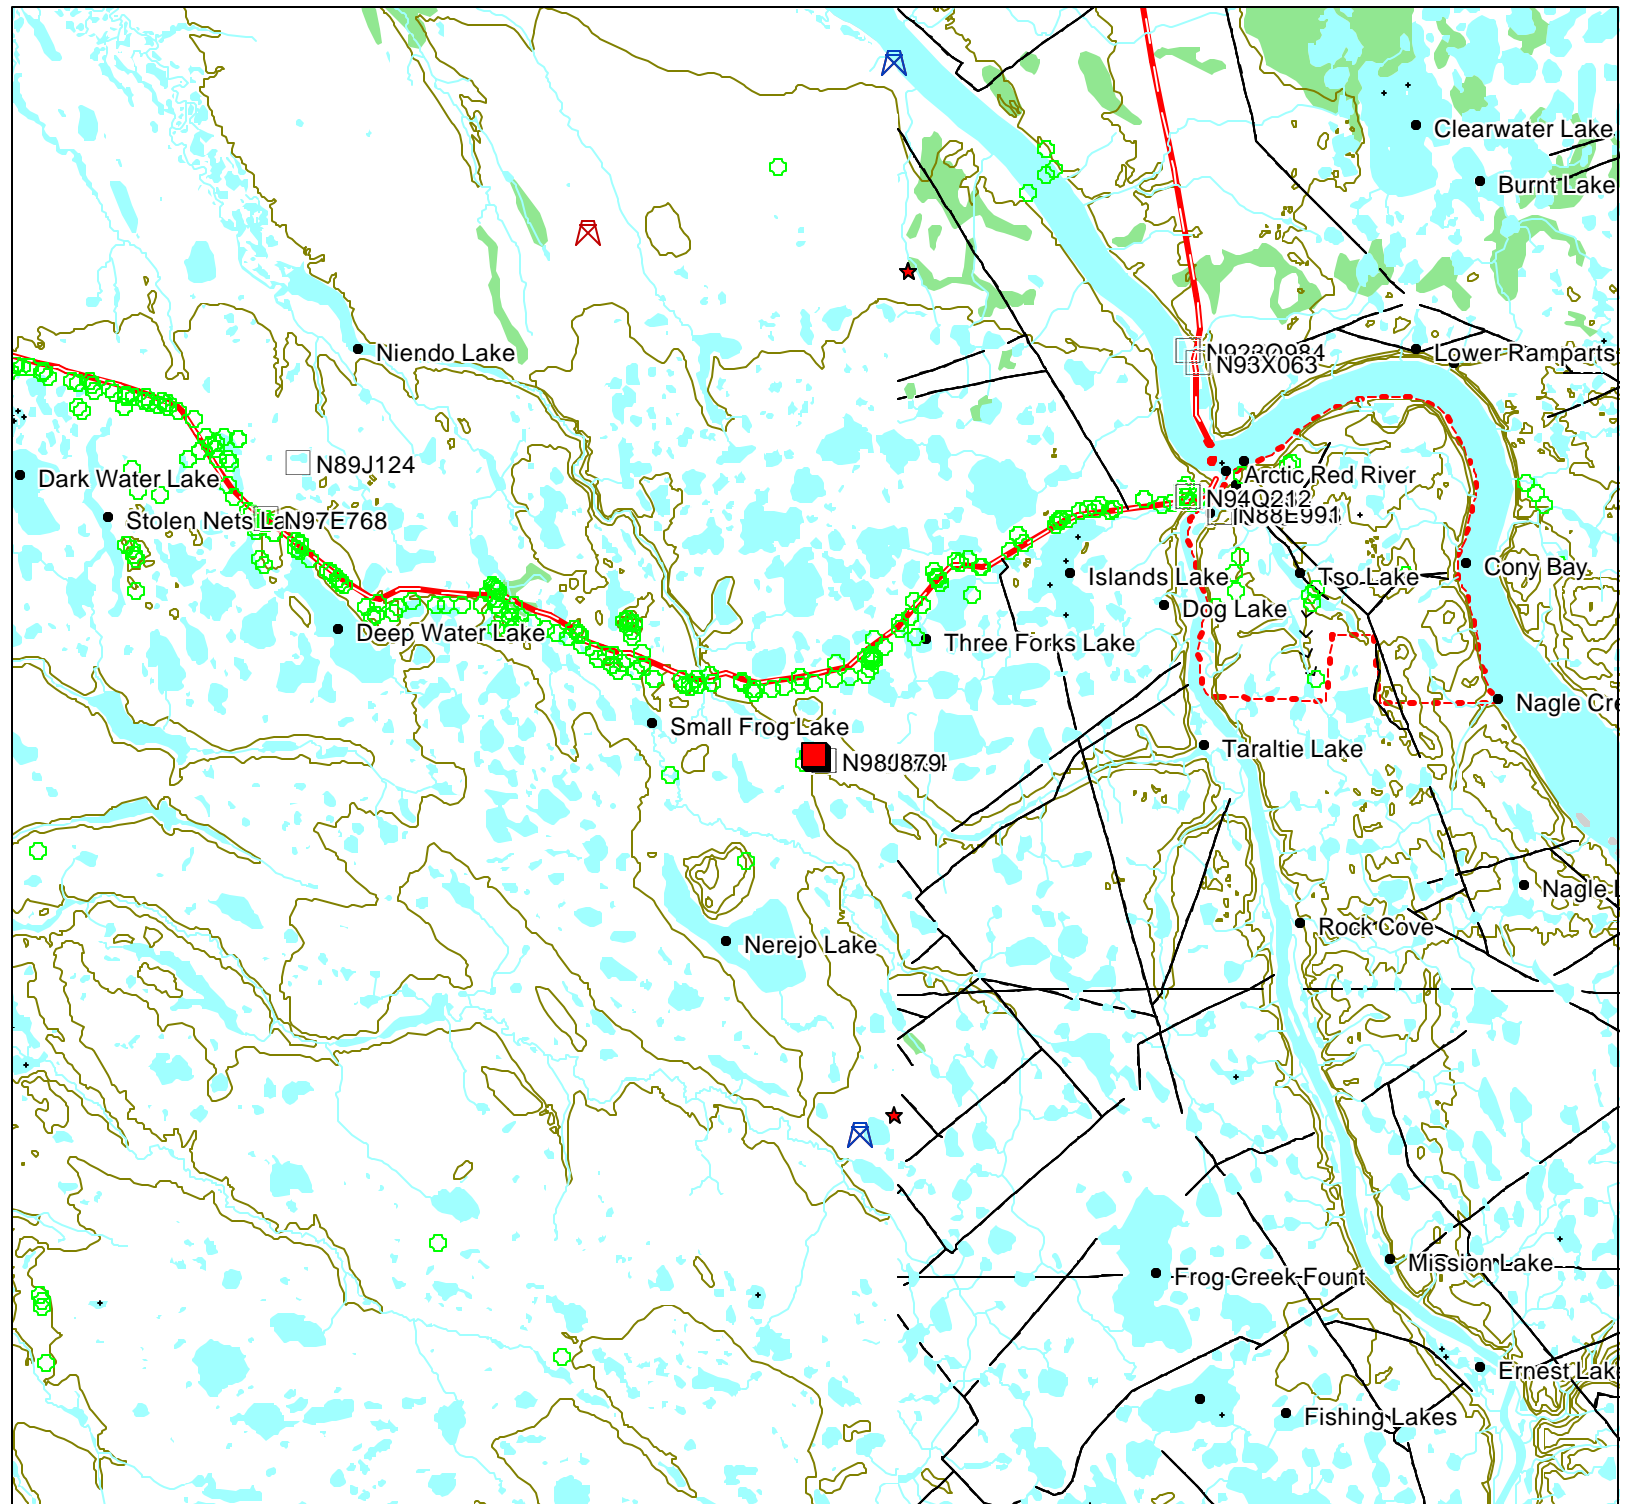 Clearwater Lake
Burnt Lake
Niendo Lake
Lower Ramparts
N93X063
N89J124
Dark Water Lake
Arctic Red River
N94Q212
N88E991
Stolen Nets La
N97E768
Cony Bay
Islands Lake
Tso Lake
Dog Lake
Deep Water Lake
Three Forks Lake
Nagle Cre
Small Frog Lake
Taraltie Lake
N98J879
Nagle L
Rock Cove
Nerejo Lake
Mission Lake
Frog Creek Fount
Ernest Lak
Fishing Lakes